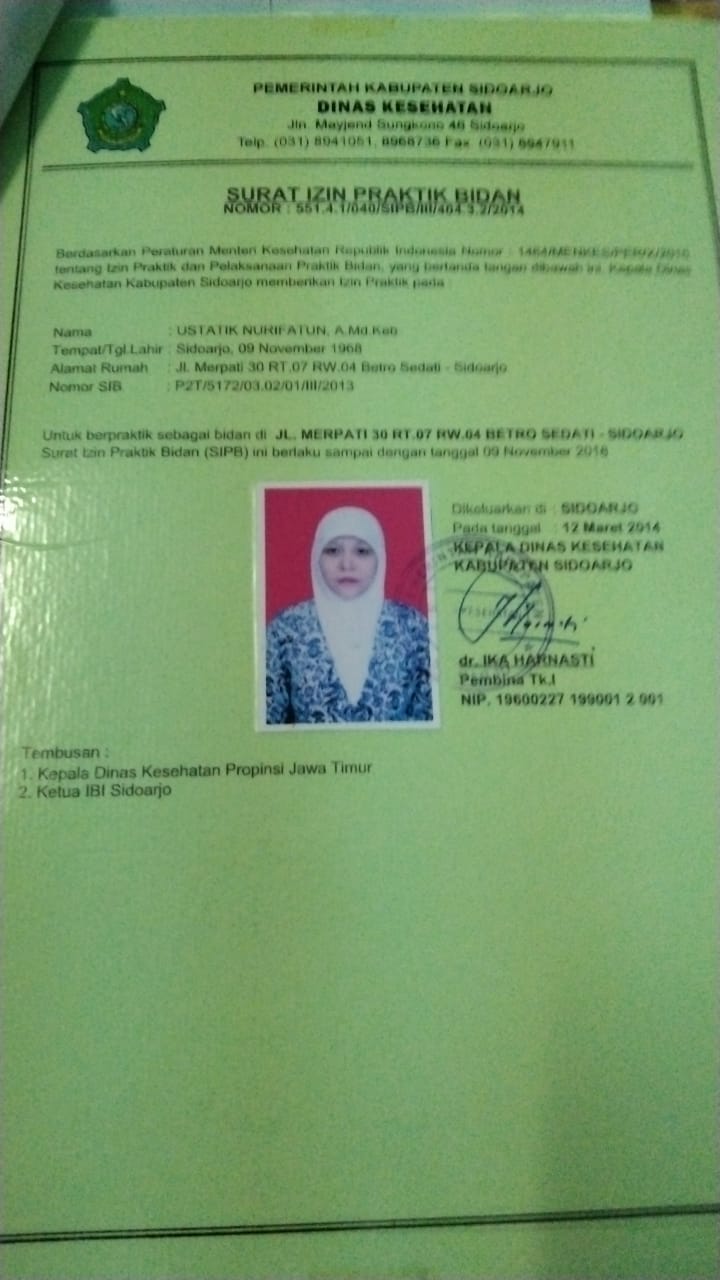 PEMERINTAH KABUPATEN SIDOARJO
DINAS KESEHATAN
Jln. Mayjend Sungkono 46 Sidoarjo
Telp. (031) 8941051, 8968736 Fax. (031) 8947911
SURAT IZIN PRAKTIK BIDAN
NOMOR : 551.4.1/040/SIPB/III/404.3.2/2014
Berdasarkan Peraturan Menteri Kesehatan Republik Indonesia Nomor : 1464/MENKES/PER/X/2010
tentang Izin Praktik dan Pelaksanaan Praktik Bidan, yang bertanda tangan dibawah ini, Kepala Dinas
Kesehatan Kabupaten Sidoarjo memberikan Izin Praktik pada :
Nama : USTATIK NURIFATUN, A.Md.Keb
Tempat/Tgl.Lahir : Sidoarjo, 09 November 1968
Alamat Rumah : Jl. Merpati 30 RT.07 RW.04 Betro Sedati - Sidoarjo
Nomor SIB : P2T/5172/03.02/01/III/2013
Untuk berpraktik sebagai bidan di JL. MERPATI 30 RT.07 RW.04 BETRO SEDATI - SIDOARJO
Surat Izin Praktik Bidan (SIPB) ini berlaku sampai dengan tanggal 09 November
Dikeluarkan di : SIDOARJO
Pada tanggal : 12 Maret 2014
KEPALA DINAS KESEHATAN
KABUPATEN SIDOARJO
dr. IKA HARNASTI
Pembina Tk.I
NIP. 19600227 199001 2 001
Tembusan :
1. Kepala Dinas Kesehatan Propinsi Jawa Timur
2. Ketua IBI Sidoarjo